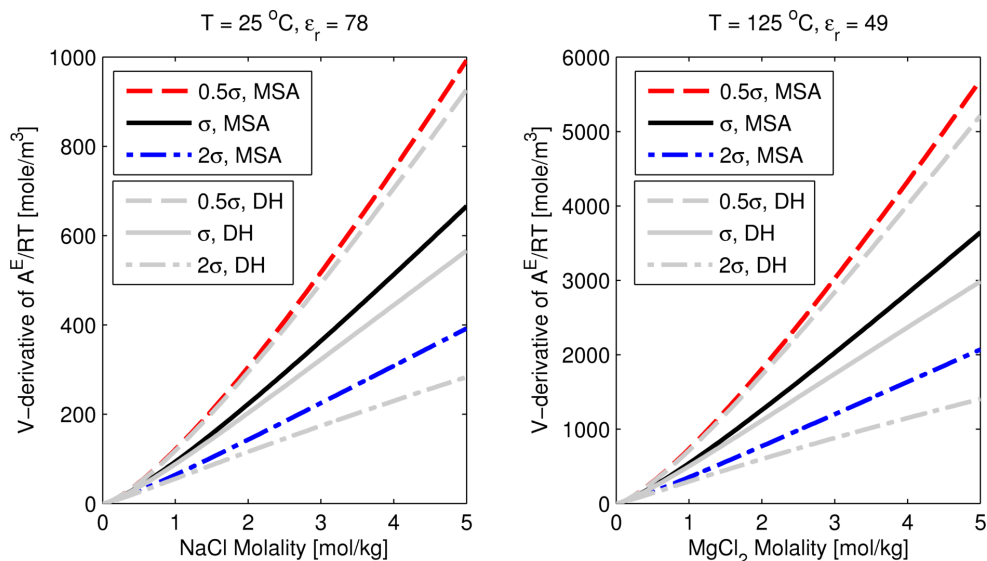 T = 25 °C, εr = 78
V−derivative of A^E/RT [mole/m³]
1000
800
600
400
200
0
0.5σ, MSA
σ, MSA
2σ, MSA
0.5σ, DH
σ, DH
2σ, DH
0 1 2 3 4 5
NaCl Molality [mol/kg]
T = 125 °C, εr = 49
V−derivative of A^E/RT [mole/m³]
6000
5000
4000
3000
2000
1000
0
0.5σ, MSA
σ, MSA
2σ, MSA
0.5σ, DH
σ, DH
2σ, DH
0 1 2 3 4 5
MgCl₂ Molality [mol/kg]